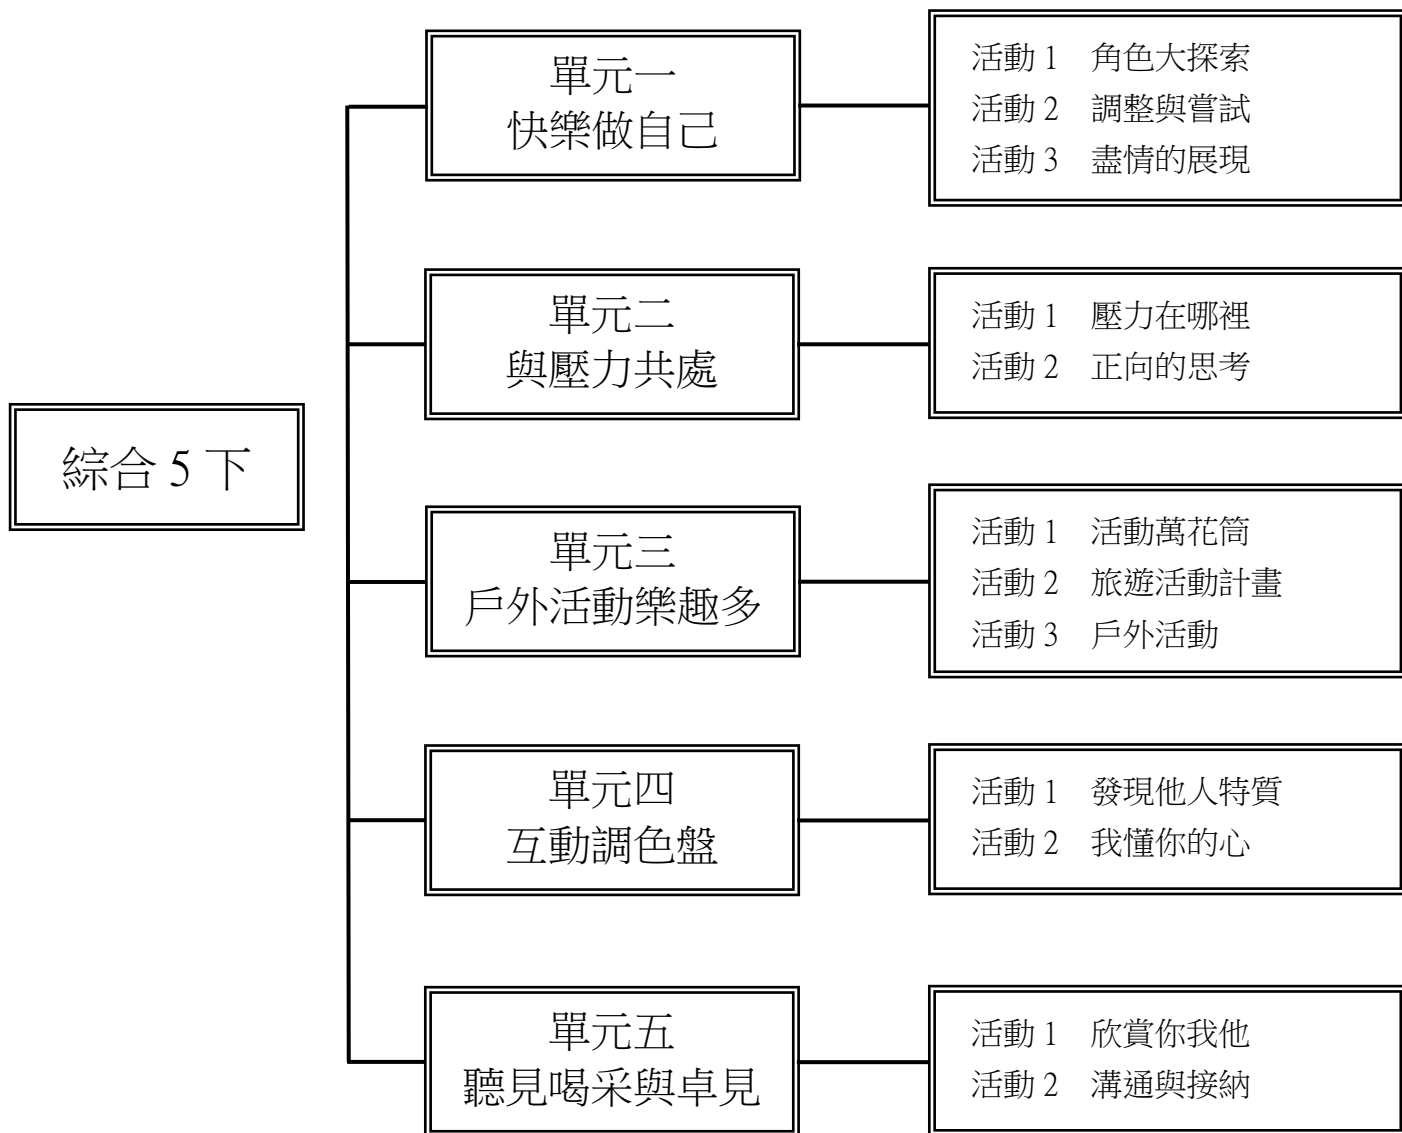 綜合 5 下
單元一
快樂做自己
活動 1　角色大探索
活動 2　調整與嘗試
活動 3　盡情的展現
單元二
與壓力共處
活動 1　壓力在哪裡
活動 2　正向的思考
單元三
戶外活動樂趣多
活動 1　活動萬花筒
活動 2　旅遊活動計畫
活動 3　戶外活動
單元四
互動調色盤
活動 1　發現他人特質
活動 2　我懂你的心
單元五
聽見喝采與卓見
活動 1　欣賞你我他
活動 2　溝通與接納